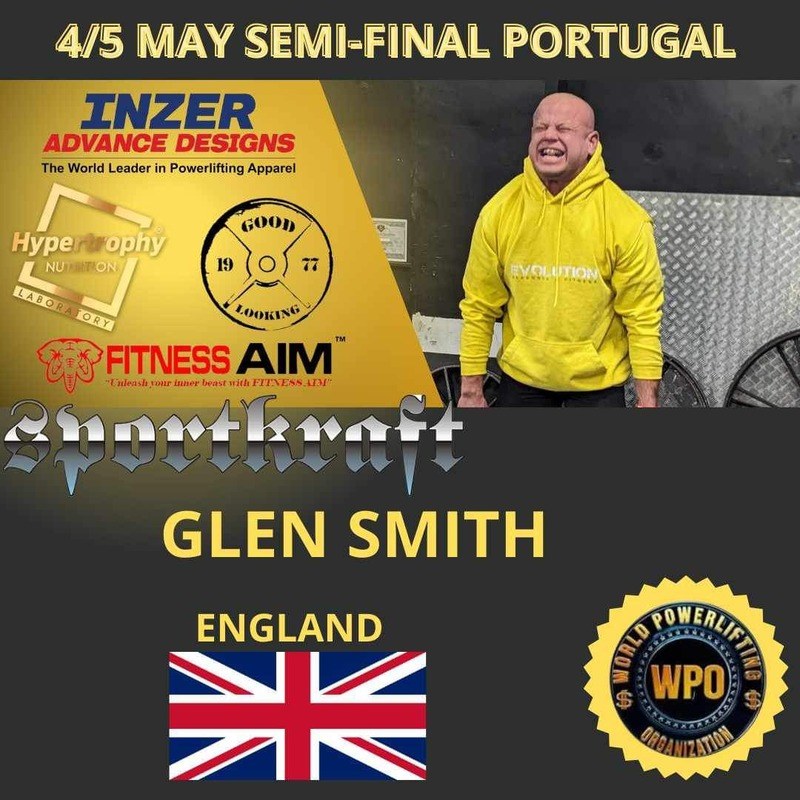 4/5 MAY SEMI-FINAL PORTUGAL
INZER
ADVANCE DESIGNS
The World Leader in Powerlifting Apparel
Hypertrophy
NUTRITION
LABORATORY
GOOD
19 77
LOOKING
FITNESS AIM™
"Unleash your inner beast with FITNESS AIM"
EVOLUTION
sportkraft
GLEN SMITH
ENGLAND
WORLD POWERLIFTING
$ WPO $
ORGANIZATION